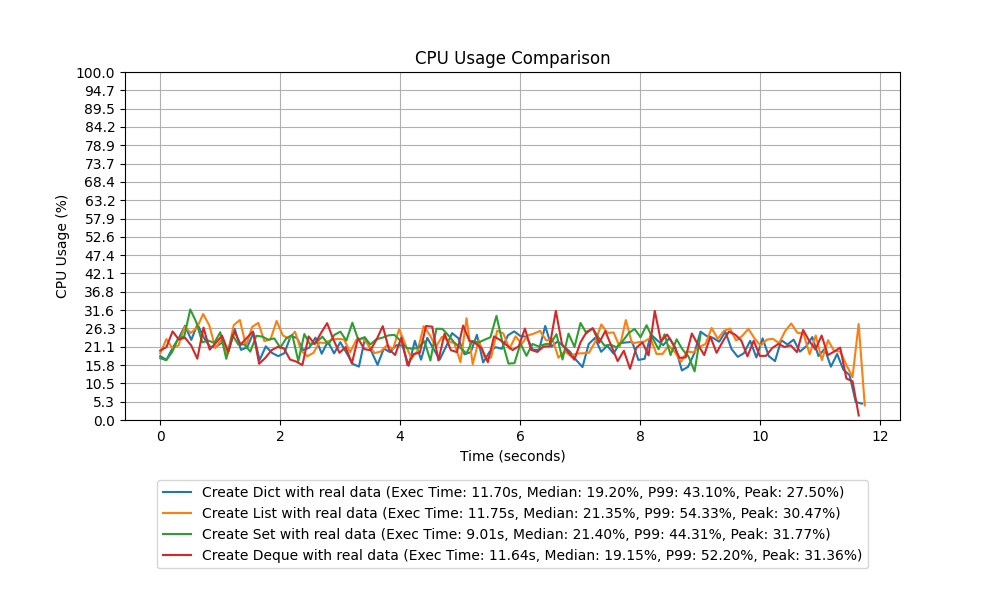 CPU Usage Comparison
100.0
94.7
89.5
84.2
78.9
73.7
68.4
63.2
57.9
52.6
47.4
42.1
36.8
31.6
26.3
21.1
15.8
10.5
5.3
0.0
CPU Usage (%)
0 2 4 6 8 10 12
Time (seconds)
Create Dict with real data (Exec Time: 11.70s, Median: 19.20%, P99: 43.10%, Peak: 27.50%)
Create List with real data (Exec Time: 11.75s, Median: 21.35%, P99: 54.33%, Peak: 30.47%)
Create Set with real data (Exec Time: 9.01s, Median: 21.40%, P99: 44.31%, Peak: 31.77%)
Create Deque with real data (Exec Time: 11.64s, Median: 19.15%, P99: 52.20%, Peak: 31.36%)